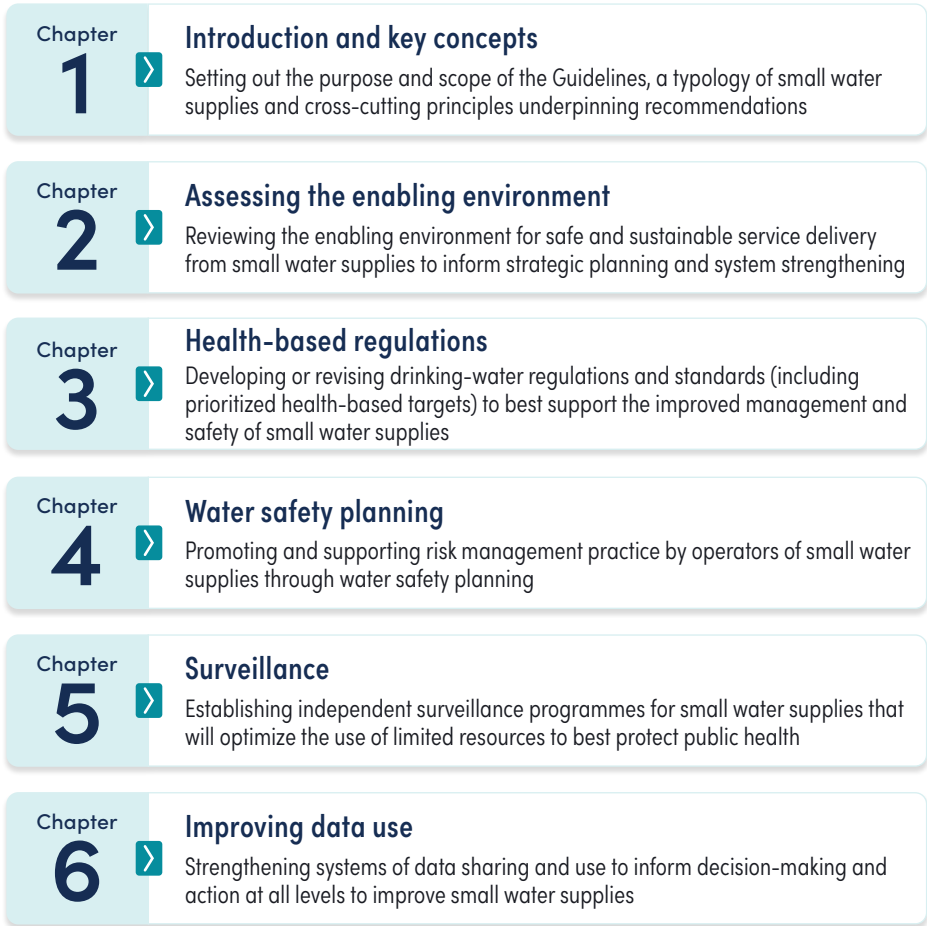 Chapter
1
Introduction and key concepts
Setting out the purpose and scope of the Guidelines, a typology of small water
supplies and cross-cutting principles underpinning recommendations
Chapter
2
Assessing the enabling environment
Reviewing the enabling environment for safe and sustainable service delivery
from small water supplies to inform strategic planning and system strengthening
Chapter
3
Health-based regulations
Developing or revising drinking-water regulations and standards (including
prioritized health-based targets) to best support the improved management and
safety of small water supplies
Chapter
4
Water safety planning
Promoting and supporting risk management practice by operators of small water
supplies through water safety planning
Chapter
5
Surveillance
Establishing independent surveillance programmes for small water supplies that
will optimize the use of limited resources to best protect public health
Chapter
6
Improving data use
Strengthening systems of data sharing and use to inform decision-making and
action at all levels to improve small water supplies